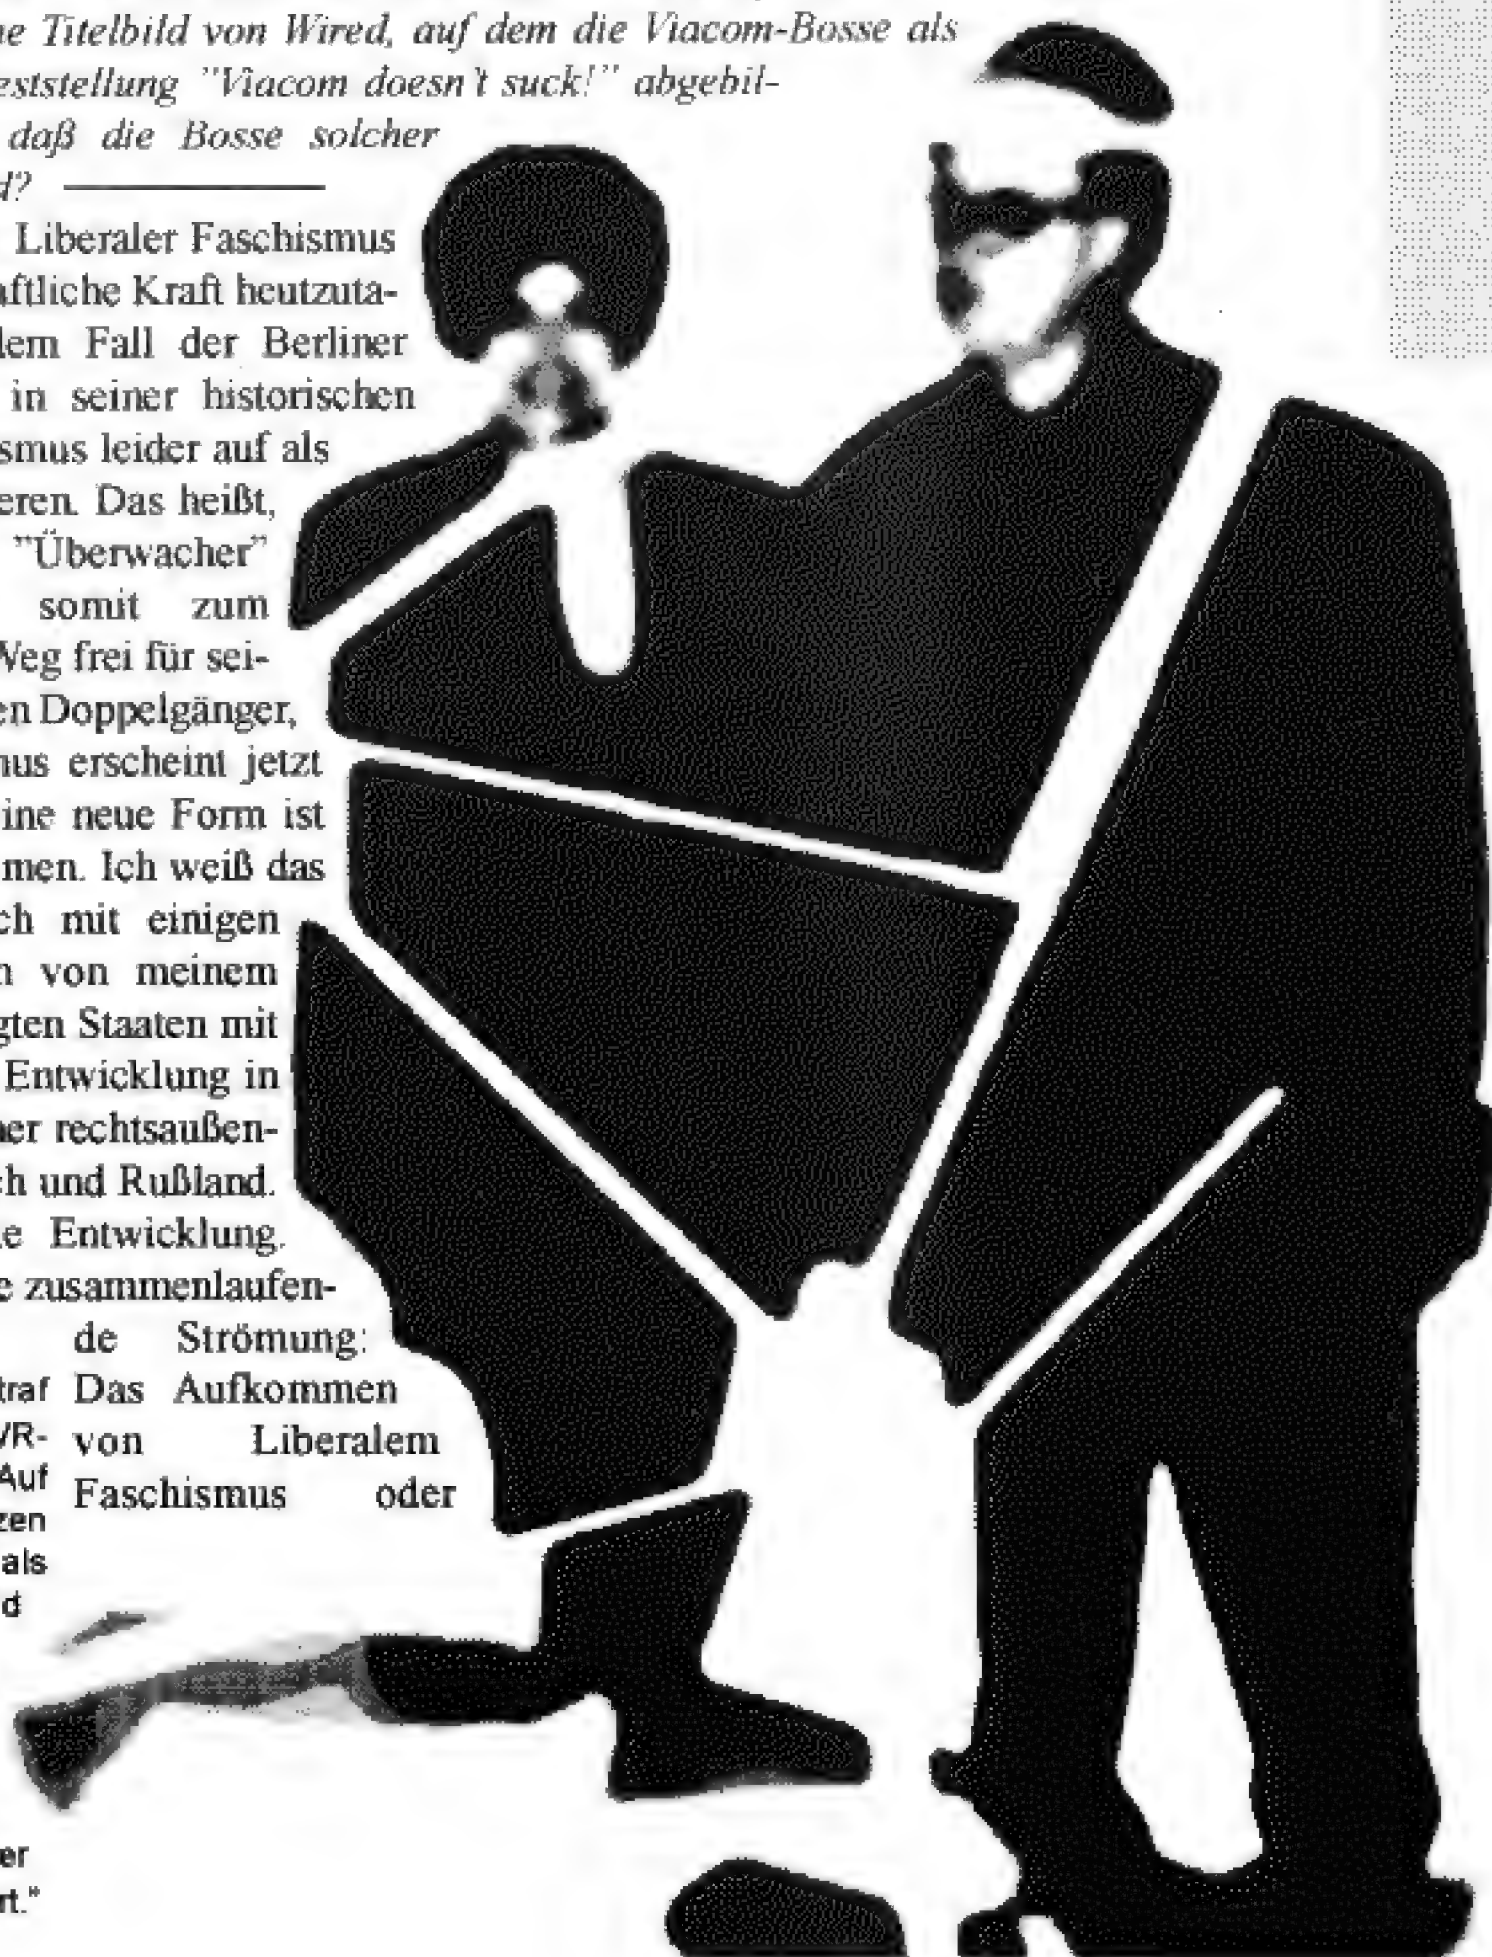 ne Titelbild von Wired, auf dem die Viacom-Bosse als
eststellung "Viacom doesn't suck!" abgebil-
daß die Bosse solcher
d?
Liberaler Faschismus
aftliche Kraft heutzuta-
dem Fall der Berliner
in seiner historischen
smus leider auf als
eren. Das heißt,
"Überwacher"
somit zum
Weg frei für sei-
en Doppelgänger,
nus erscheint jetzt
ine neue Form ist
men. Ich weiß das
ch mit einigen
n von meinem
gten Staaten mit
Entwicklung in
ner rechtsaußen-
ch und Rußland.
e Entwicklung.
e zusammenlaufen-
de Strömung:
Das Aufkommen
von Liberalem
Faschismus oder
traf
VR-
Auf
zen
als
d
er
rt."